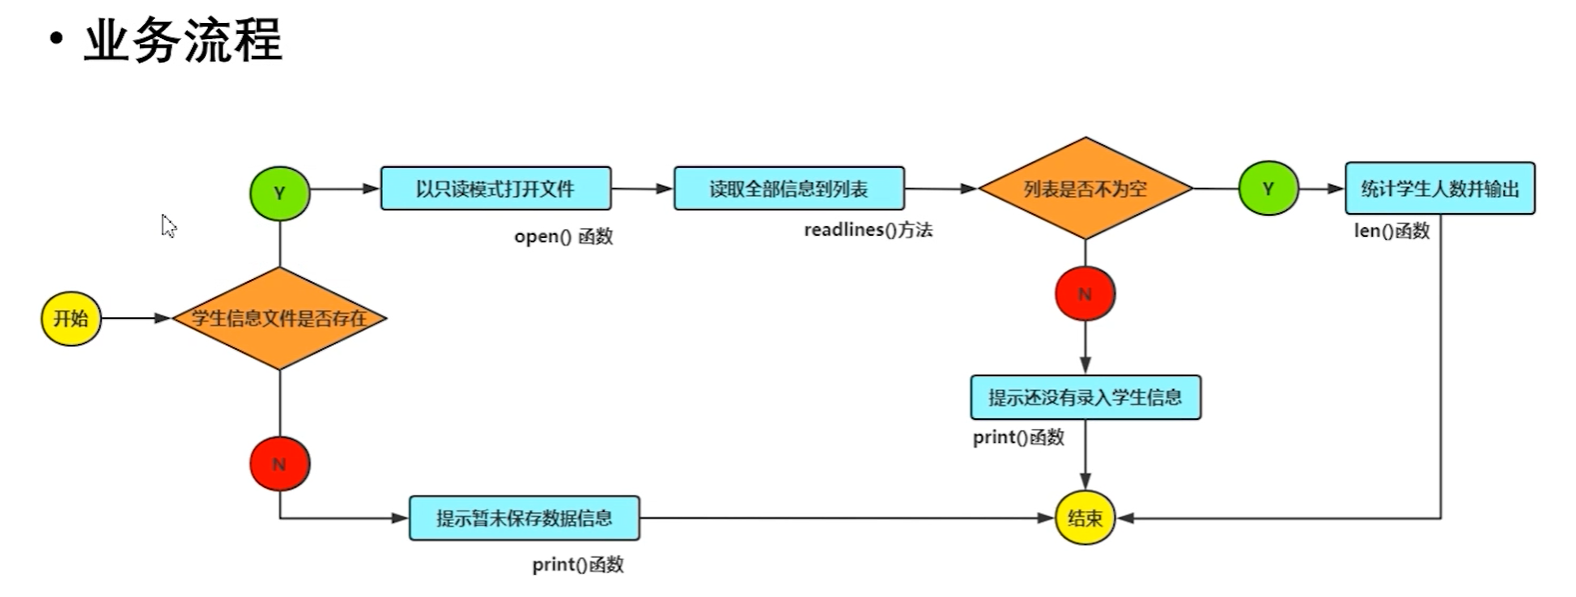 • 业务流程
Y
以只读模式打开文件
open() 函数
读取全部信息到列表
readlines()方法
列表是否不为空
Y
统计学生人数并输出
len()函数
开始
学生信息文件是否存在
N
提示还没有录入学生信息
print()函数
N
提示暂未保存数据信息
print()函数
结束